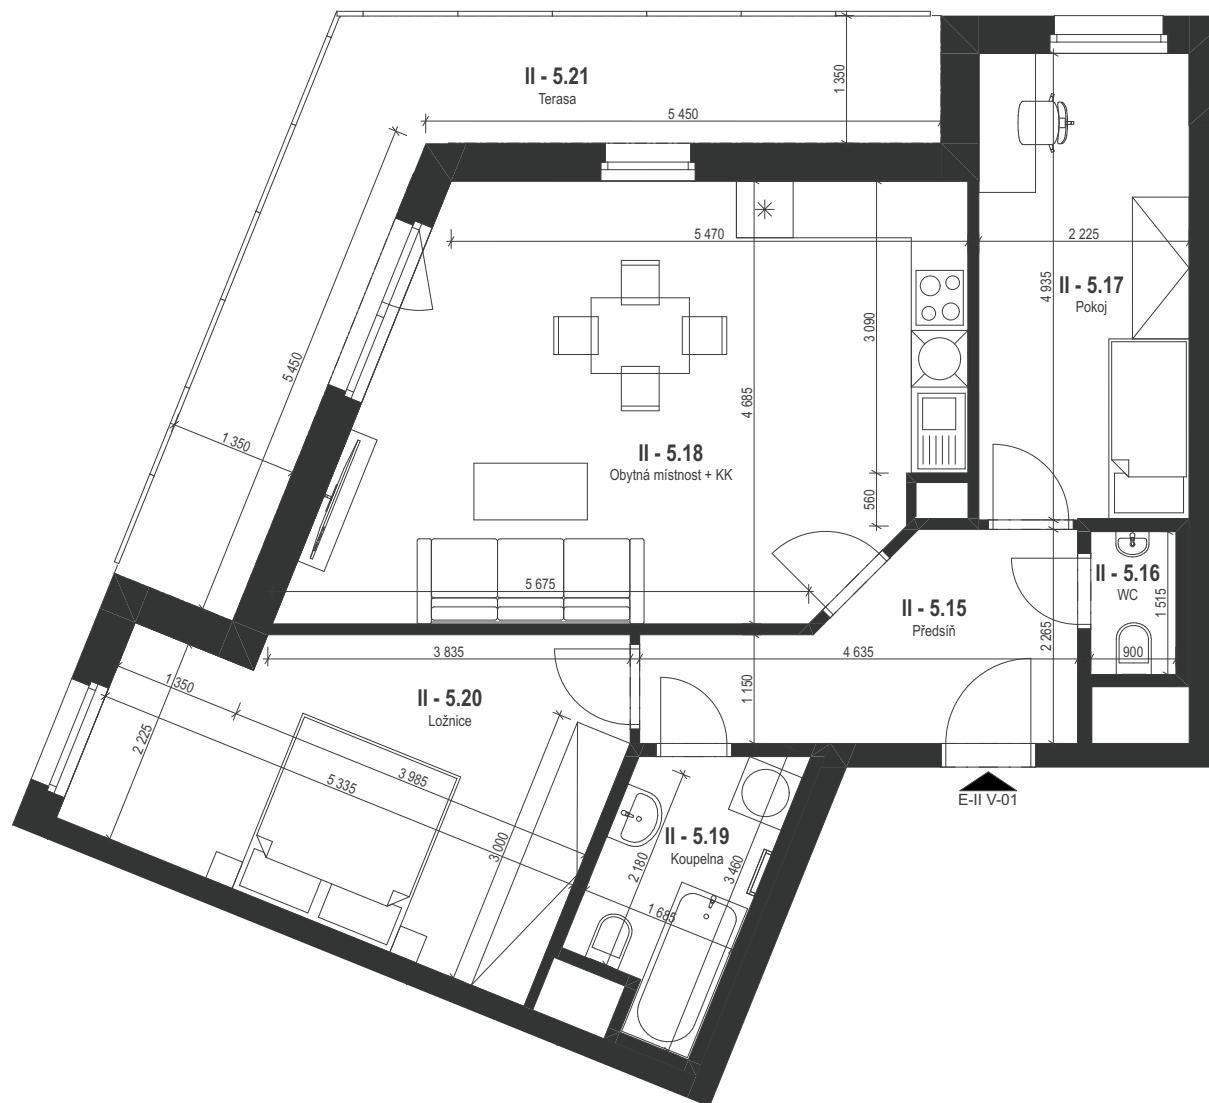 II - 5.21
Terasa
1 350
5 450
5 470
2 225
4 935
II - 5.17
Pokoj
3 090
4 685
5 450
1 350
II - 5.18
Obytná místnost + KK
560
5 675
II - 5.16
WC
1 515
900
II - 5.15
Předsíň
2 265
4 635
3 835
1 150
1 350
2 225
II - 5.20
Ložnice
3 985
5 335
3 000
E-II V-01
II - 5.19
Koupelna
2 180
3 460
1 685